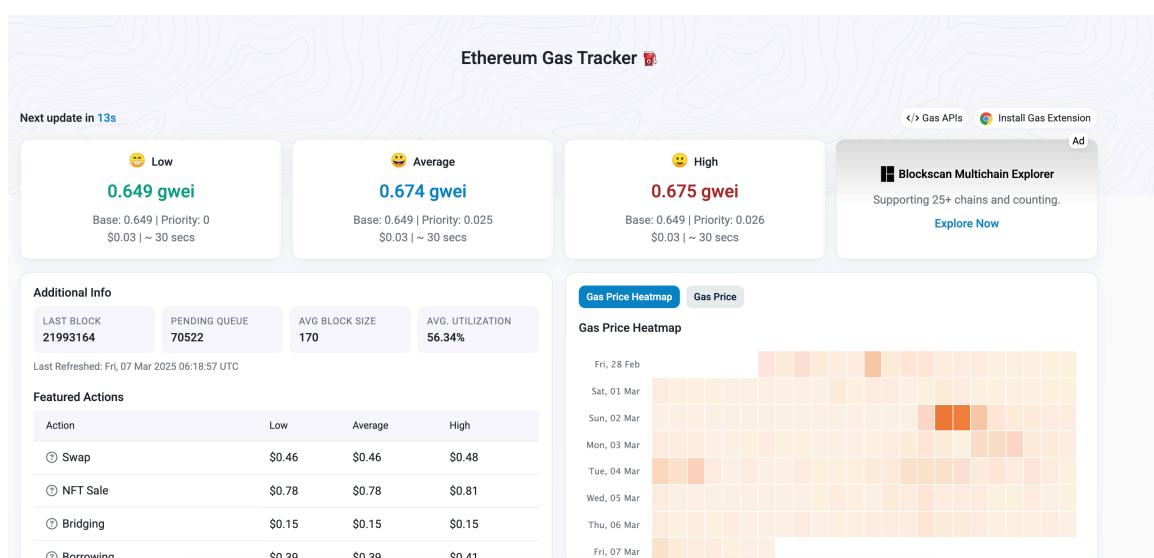 Ethereum Gas Tracker
Next update in 13s
</> Gas APIs
Install Gas Extension
Low
0.649 gwei
Base: 0.649 | Priority: 0
$0.03 | ~ 30 secs
Average
0.674 gwei
Base: 0.649 | Priority: 0.025
$0.03 | ~ 30 secs
High
0.675 gwei
Base: 0.649 | Priority: 0.026
$0.03 | ~ 30 secs
Ad
Blockscan Multichain Explorer
Supporting 25+ chains and counting.
Explore Now
Additional Info
LAST BLOCK
21993164
PENDING QUEUE
70522
AVG BLOCK SIZE
170
AVG. UTILIZATION
56.34%
Last Refreshed: Fri, 07 Mar 2025 06:18:57 UTC
Featured Actions
Action Low Average High
Swap $0.46 $0.46 $0.48
NFT Sale $0.78 $0.78 $0.81
Bridging $0.15 $0.15 $0.15
Borrowing $0.39 $0.39 $0.41
Gas Price Heatmap Gas Price
Gas Price Heatmap
Fri, 28 Feb
Sat, 01 Mar
Sun, 02 Mar
Mon, 03 Mar
Tue, 04 Mar
Wed, 05 Mar
Thu, 06 Mar
Fri, 07 Mar